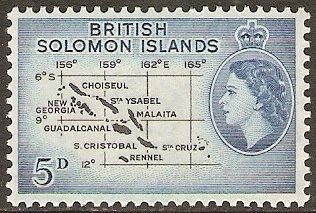 BRITISH
SOLOMON ISLANDS
156° 159° 162°E 165°
6°S
CHOISEUL
STA YSABEL
NEW
GEORGIA
MALAITA
9°
GUADALCANAL
S. CRISTOBAL
STA CRUZ
RENNEL
12°
5D